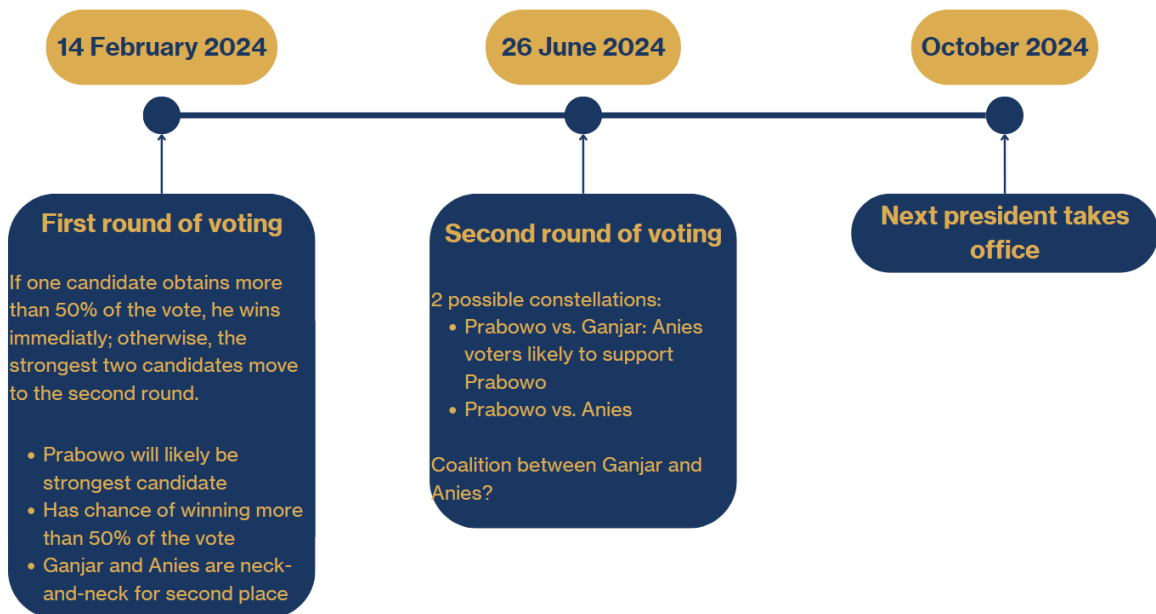 14 February 2024
26 June 2024
October 2024
First round of voting
If one candidate obtains more
than 50% of the vote, he wins
immediatly; otherwise, the
strongest two candidates move
to the second round.
• Prabowo will likely be
strongest candidate
• Has chance of winning more
than 50% of the vote
• Ganjar and Anies are neck-
and-neck for second place
Second round of voting
2 possible constellations:
• Prabowo vs. Ganjar: Anies
voters likely to support
Prabowo
• Prabowo vs. Anies
Coalition between Ganjar and
Anies?
Next president takes
office